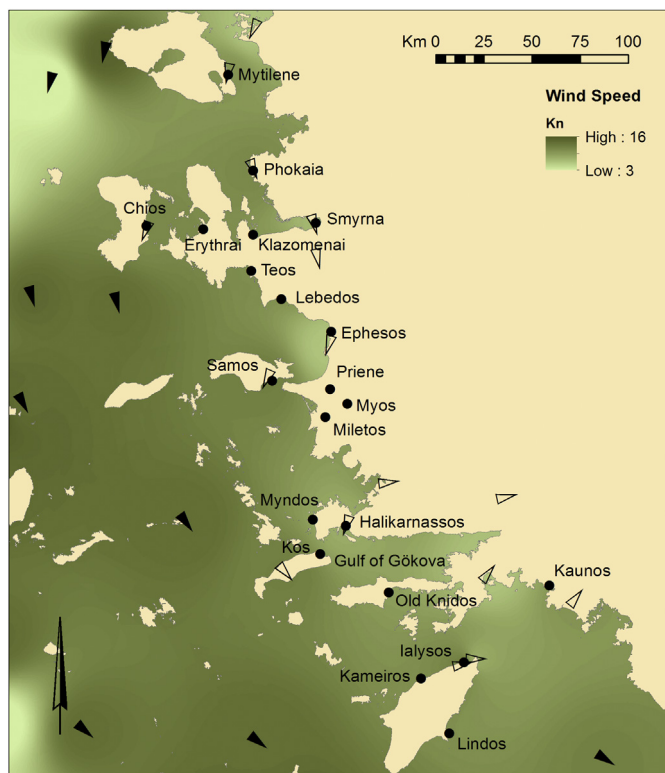 Km 0 25 50 75 100
Wind Speed
Kn
High : 16
Low : 3
Mytilene
Phokaia
Chios
Smyrna
Erythrai
Klazomenai
Teos
Lebedos
Ephesos
Samos
Priene
Myos
Miletos
Myndos
Halikarnassos
Kos
Gulf of Gökova
Kaunos
Old Knidos
Ialysos
Kameiros
Lindos